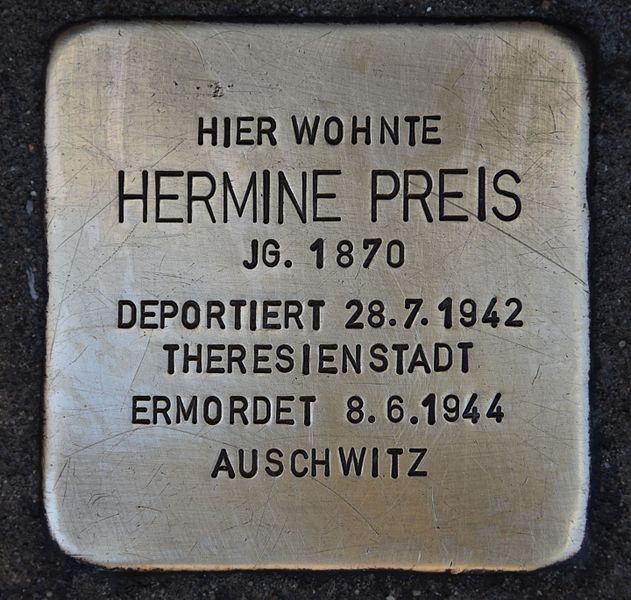 HIER WOHNTE
HERMINE PREIS
JG. 1870
DEPORTIERT 28.7.1942
THERESIENSTADT
ERMORDET 8.6.1944
AUSCHWITZ